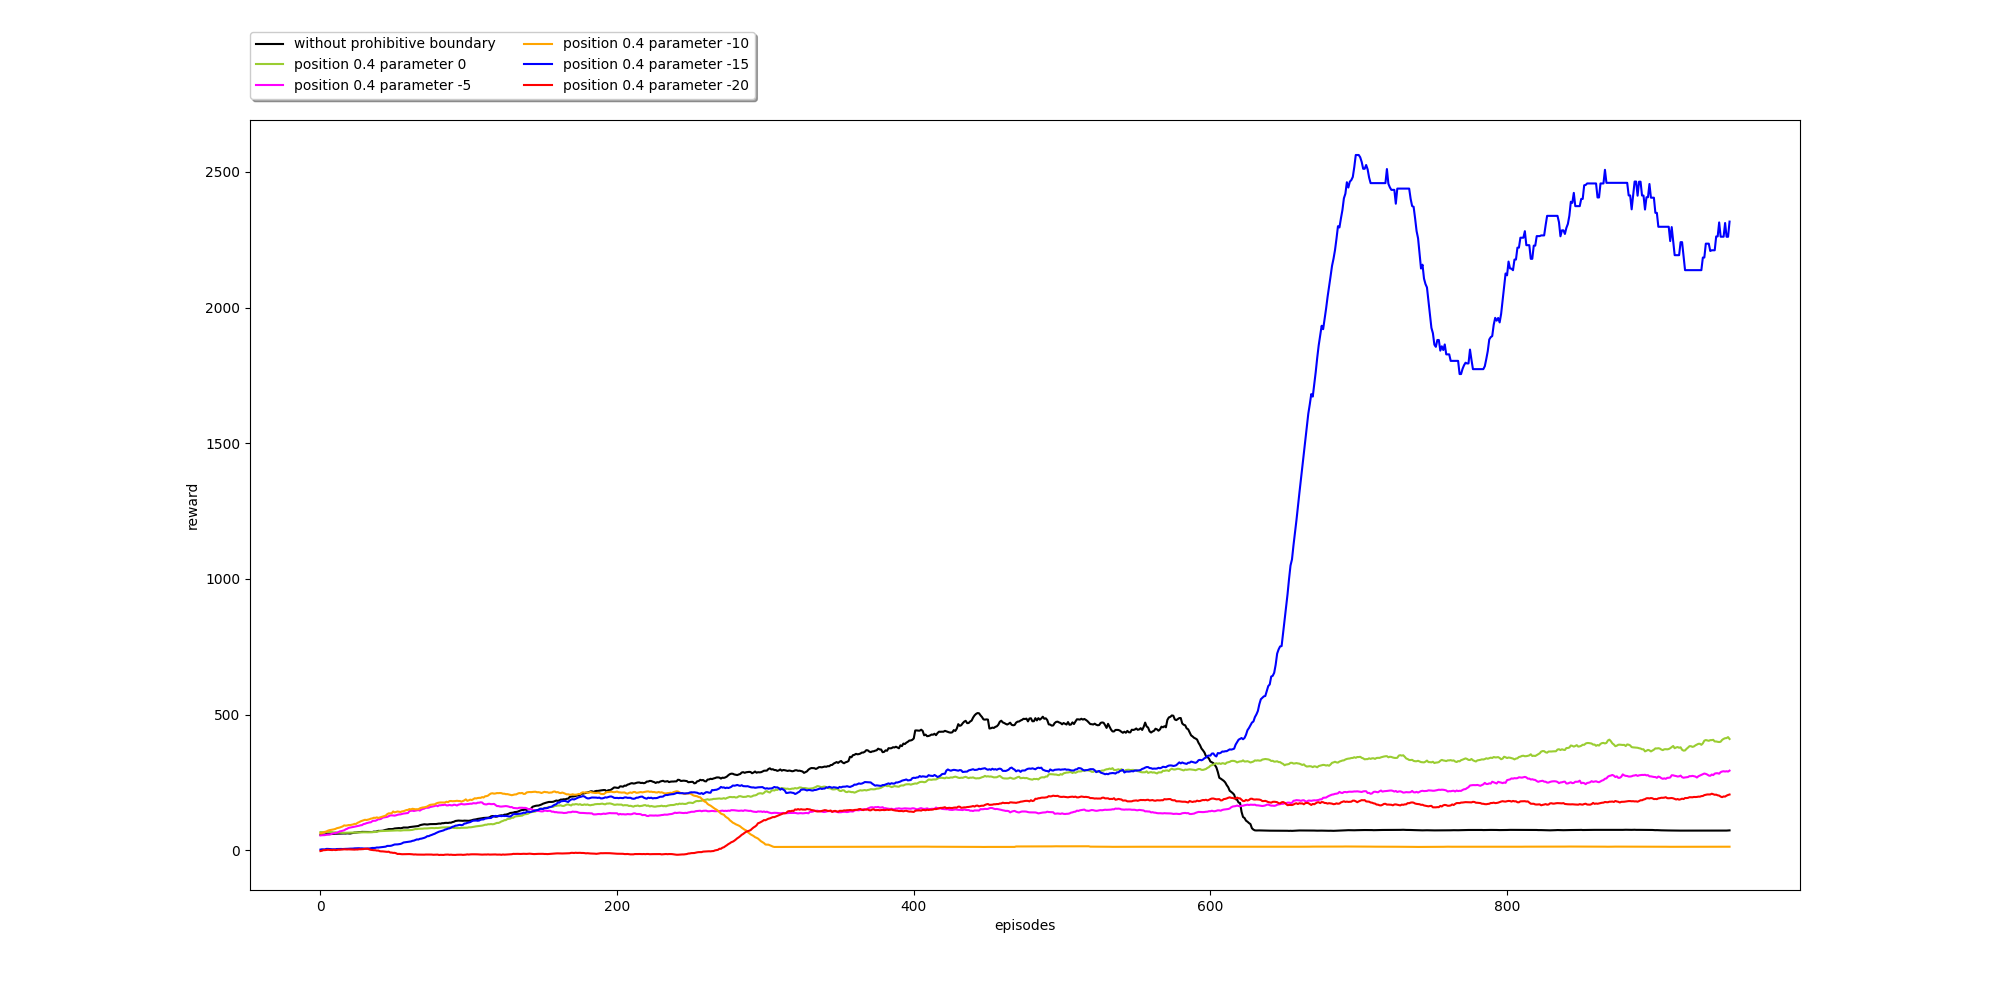 without prohibitive boundary
position 0.4 parameter 0
position 0.4 parameter -5
position 0.4 parameter -10
position 0.4 parameter -15
position 0.4 parameter -20
2500
2000
1500
1000
500
0
reward
0 200 400 600 800
episodes